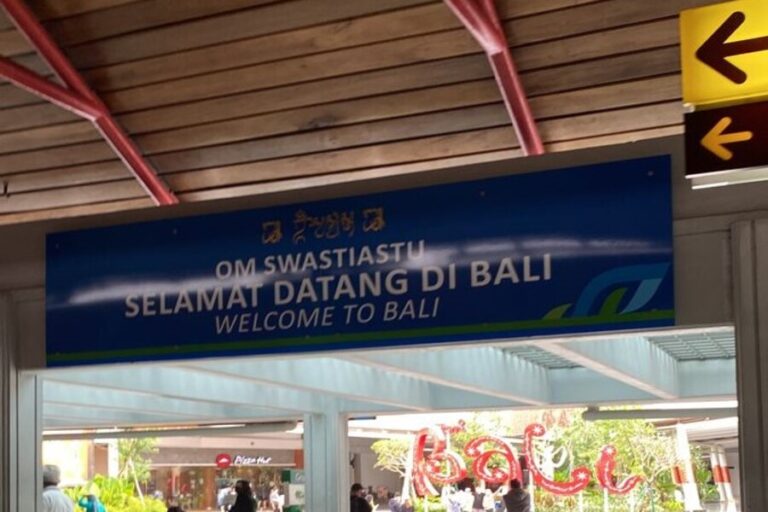 OM SWASTIASTU
SELAMAT DATANG DI BALI
WELCOME TO BALI
Pizza Hut
BaLi